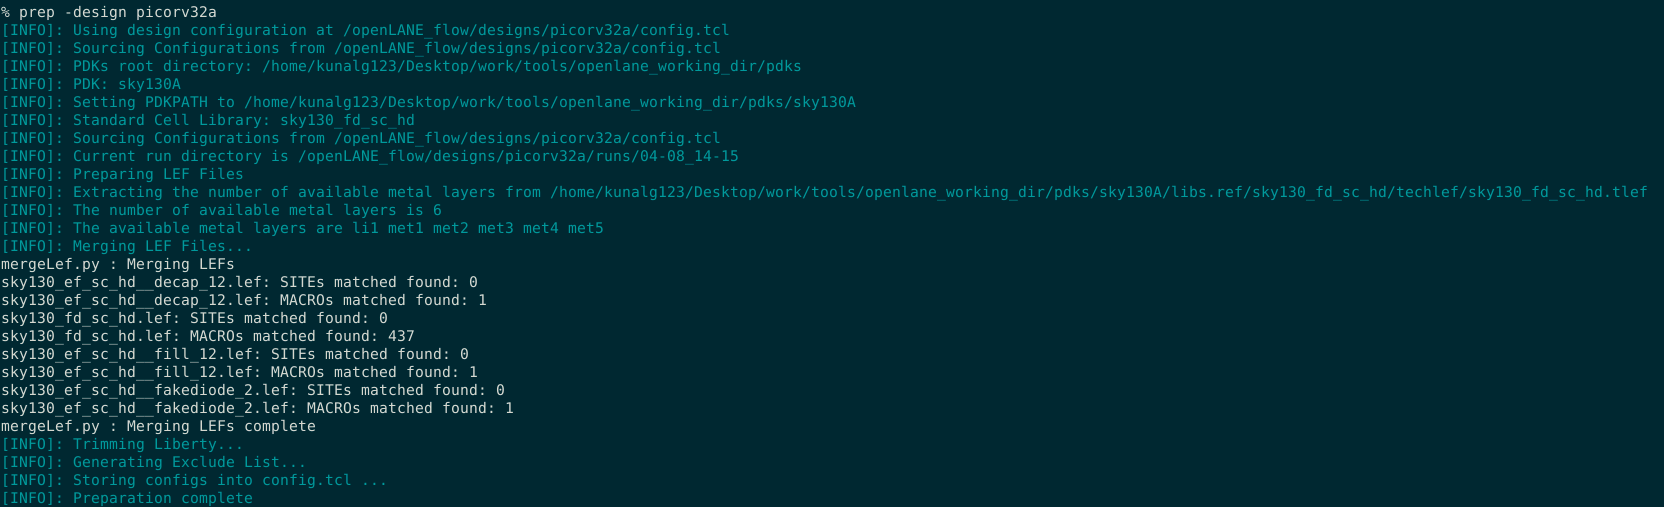 % prep -design picorv32a
[INFO]: Using design configuration at /openLANE_flow/designs/picorv32a/config.tcl
[INFO]: Sourcing Configurations from /openLANE_flow/designs/picorv32a/config.tcl
[INFO]: PDKs root directory: /home/kunalg123/Desktop/work/tools/openlane_working_dir/pdks
[INFO]: PDK: sky130A
[INFO]: Setting PDKPATH to /home/kunalg123/Desktop/work/tools/openlane_working_dir/pdks/sky130A
[INFO]: Standard Cell Library: sky130_fd_sc_hd
[INFO]: Sourcing Configurations from /openLANE_flow/designs/picorv32a/config.tcl
[INFO]: Current run directory is /openLANE_flow/designs/picorv32a/runs/04-08_14-15
[INFO]: Preparing LEF Files
[INFO]: Extracting the number of available metal layers from /home/kunalg123/Desktop/work/tools/openlane_working_dir/pdks/sky130A/libs.ref/sky130_fd_sc_hd/techlef/sky130_fd_sc_hd.tlef
[INFO]: The number of available metal layers is 6
[INFO]: The available metal layers are li1 met1 met2 met3 met4 met5
[INFO]: Merging LEF Files...
mergeLef.py : Merging LEFs
sky130_ef_sc_hd__decap_12.lef: SITEs matched found: 0
sky130_ef_sc_hd__decap_12.lef: MACROs matched found: 1
sky130_fd_sc_hd.lef: SITEs matched found: 0
sky130_fd_sc_hd.lef: MACROs matched found: 437
sky130_ef_sc_hd__fill_12.lef: SITEs matched found: 0
sky130_ef_sc_hd__fill_12.lef: MACROs matched found: 1
sky130_ef_sc_hd__fakediode_2.lef: SITEs matched found: 0
sky130_ef_sc_hd__fakediode_2.lef: MACROs matched found: 1
mergeLef.py : Merging LEFs complete
[INFO]: Trimming Liberty...
[INFO]: Generating Exclude List...
[INFO]: Storing configs into config.tcl ...
[INFO]: Preparation complete